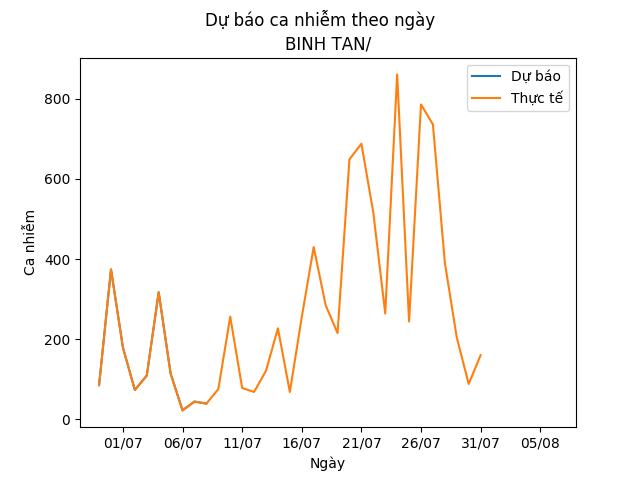 Dự báo ca nhiễm theo ngày
BINH TAN/
Dự báo
Thực tế
Ca nhiễm
800
600
400
200
0
01/07 06/07 11/07 16/07 21/07 26/07 31/07 05/08
Ngày